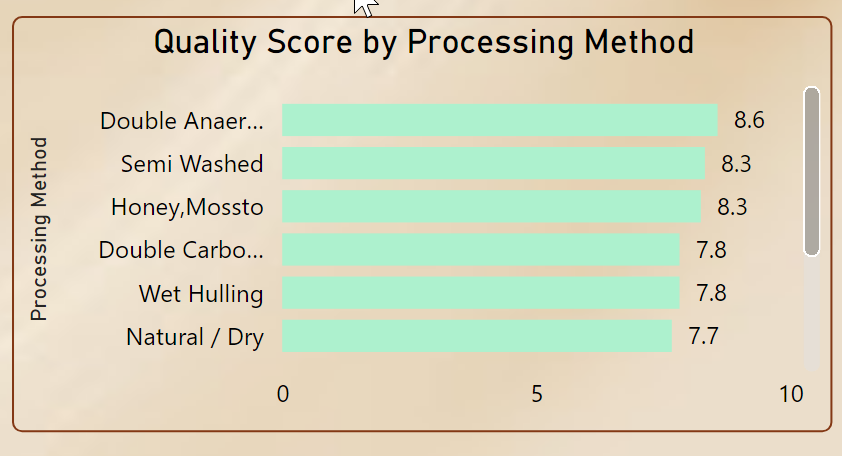 Quality Score by Processing Method
Processing Method
Double Anaer... 8.6
Semi Washed 8.3
Honey,Mossto 8.3
Double Carbo... 7.8
Wet Hulling 7.8
Natural / Dry 7.7
0 5 10